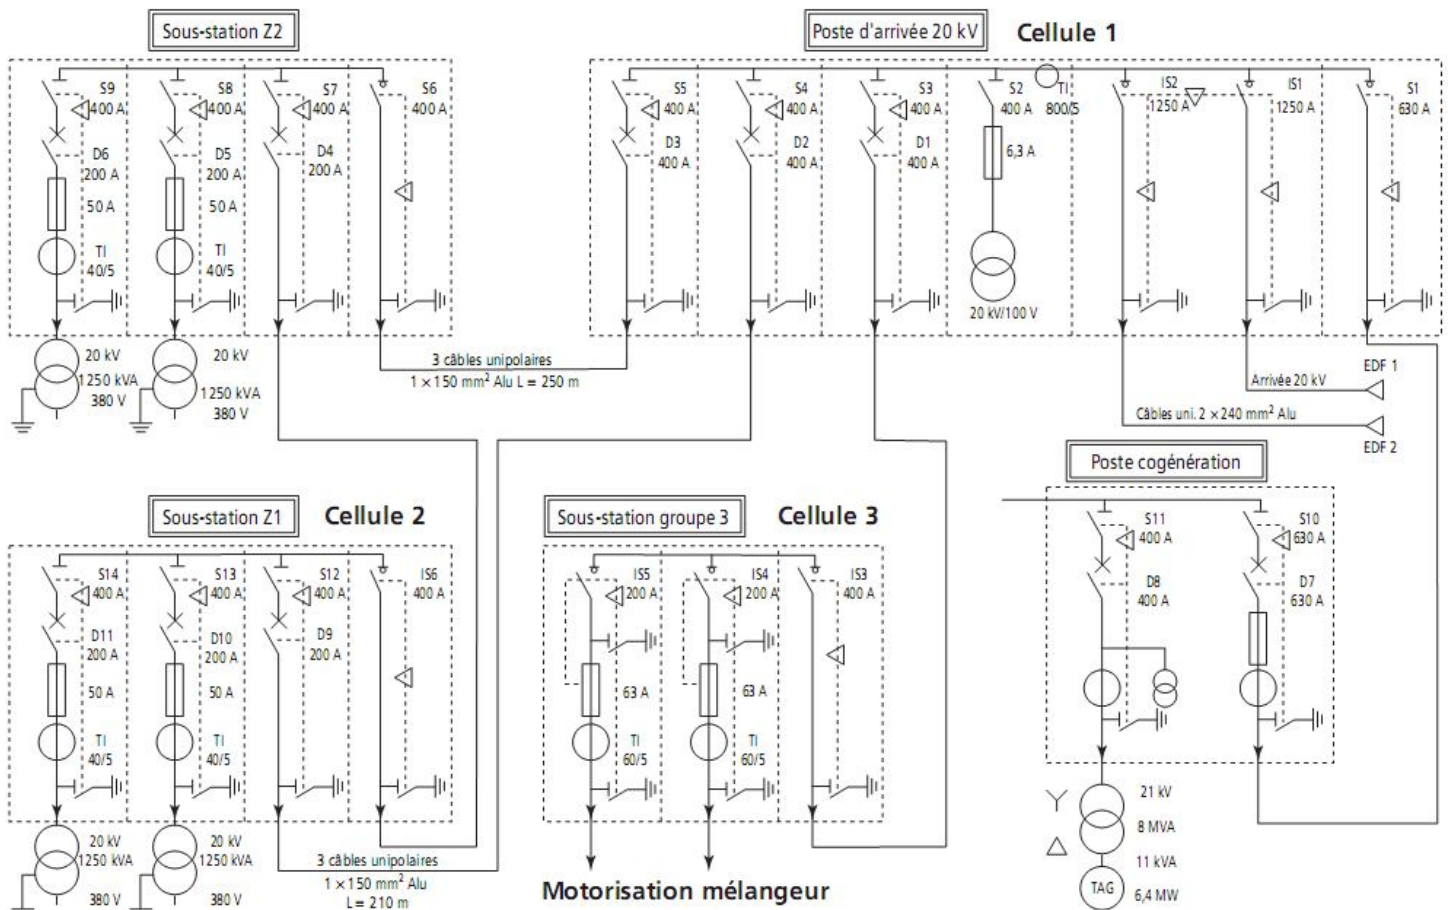 Sous-station Z2
Poste d'arrivée 20 kV
Cellule 1
S9
400 A
S8
400 A
S7
400 A
S6
400 A
D6
200 A
D5
200 A
D4
200 A
50 A
50 A
TI
40/5
TI
40/5
20 kV
1250 kVA
380 V
20 kV
1250 kVA
380 V
S5
400 A
S4
400 A
S3
400 A
S2
400 A
TI
800/5
IS2
1250 A
IS1
1250 A
S1
630 A
D3
400 A
D2
400 A
D1
400 A
6,3 A
20 kV/100 V
3 câbles unipolaires
1 × 150 mm² Alu L = 250 m
EDF 1
Arrivée 20 kV
Câbles uni. 2 × 240 mm² Alu
EDF 2
Sous-station Z1
Cellule 2
S14
400 A
S13
400 A
S12
400 A
IS6
400 A
D11
200 A
D10
200 A
D9
200 A
50 A
50 A
TI
40/5
TI
40/5
20 kV
1250 kVA
380 V
20 kV
1250 kVA
380 V
3 câbles unipolaires
1 × 150 mm² Alu
L = 210 m
Sous-station groupe 3
Cellule 3
IS5
200 A
IS4
200 A
IS3
400 A
63 A
63 A
TI
60/5
TI
60/5
Motorisation mélangeur
Poste cogénération
S11
400 A
S10
630 A
D8
400 A
D7
630 A
21 kV
8 MVA
11 kVA
TAG
6,4 MW